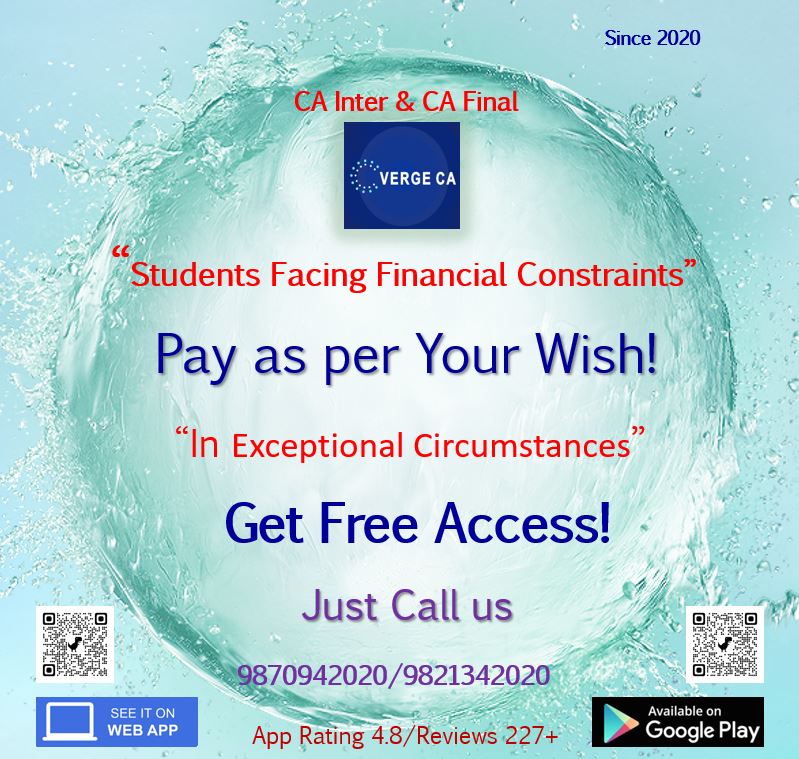 Since 2020
CA Inter & CA Final
VERGE CA
“Students Facing Financial Constraints”
Pay as per Your Wish!
“In Exceptional Circumstances”
Get Free Access!
Just Call us
9870942020/9821342020
SEE IT ON
WEB APP
Available on
Google Play
App Rating 4.8/Reviews 227+